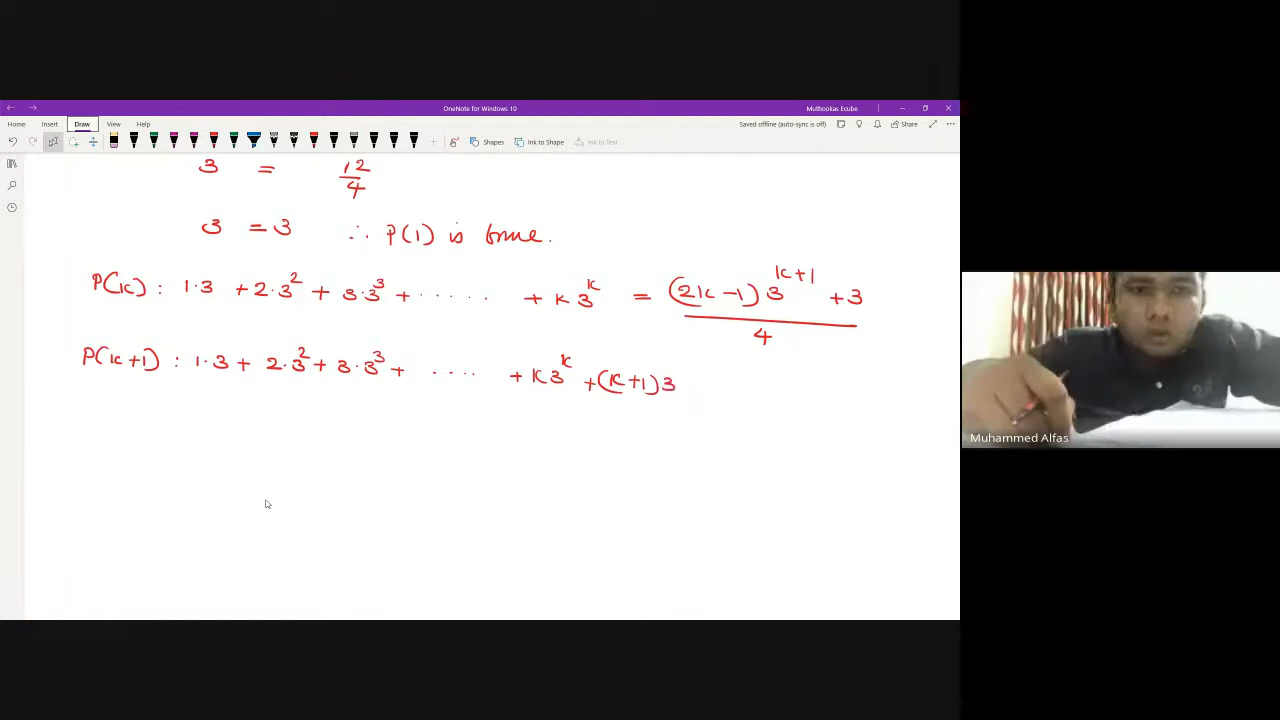 OneNote for Windows 10
Muthookas Ecube
Home Insert Draw View Help
Saved offline (auto-sync is off)
Share
Shapes
Ink to Shape
Ink to Text
3 = 12/4
3 = 3 ∴ P(1) is true.
P(k) : 1·3 + 2·3² + 3·3³ + ...... + k3^k = ((2k-1)3^(k+1) + 3)/4
P(k+1) : 1·3 + 2·3² + 3·3³ + .... + k3^k + (k+1)3
Muhammed Alfas